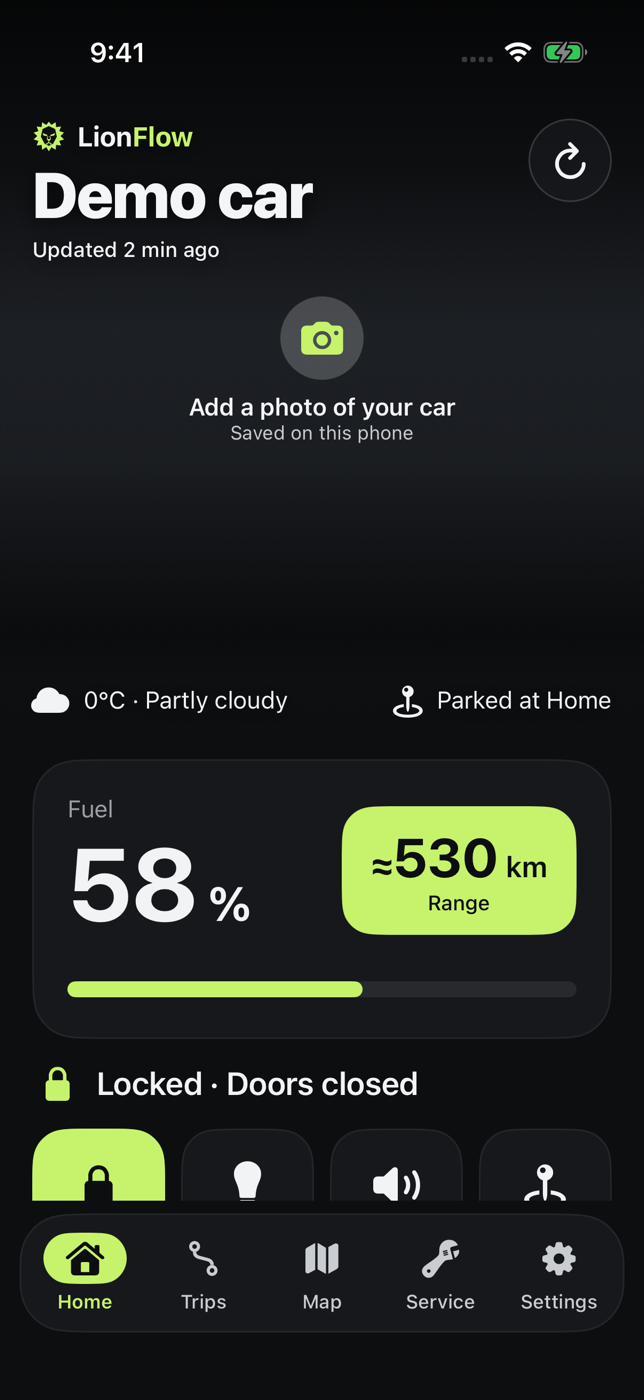 9:41
LionFlow
Demo car
Updated 2 min ago
Add a photo of your car
Saved on this phone
0°C · Partly cloudy
Parked at Home
Fuel
58 %
≈530 km
Range
Locked · Doors closed
Home
Trips
Map
Service
Settings